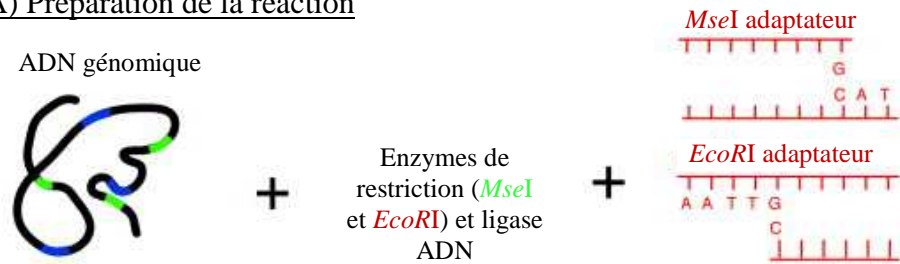 A) Préparation de la réaction
ADN génomique
+
Enzymes de
restriction (MseI
et EcoRI) et ligase
ADN
+
MseI adaptateur
G
C A T
EcoRI adaptateur
A A T T G
C